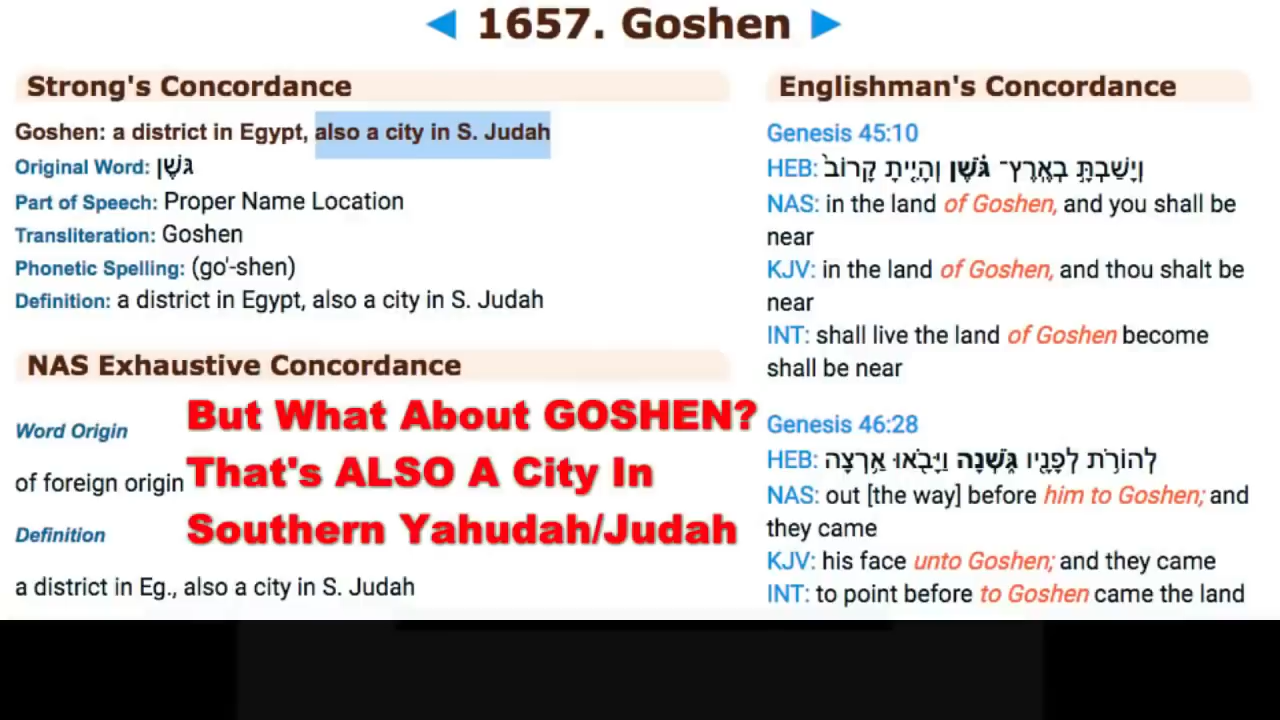 ◄ 1657. Goshen ►
Strong's Concordance
Goshen: a district in Egypt, also a city in S. Judah
Original Word: גּשֶׁן
Part of Speech: Proper Name Location
Transliteration: Goshen
Phonetic Spelling: (go'-shen)
Definition: a district in Egypt, also a city in S. Judah
NAS Exhaustive Concordance
Word Origin
of foreign origin
Definition
a district in Eg., also a city in S. Judah
But What About GOSHEN?
That's ALSO A City In
Southern Yahudah/Judah
Englishman's Concordance
Genesis 45:10
HEB: וְיָשַׁבְתָּ֣ בְאֶֽרֶץ־ גֹּ֗שֶׁן וְהָיִ֤יתָ קָרוֹב֙
NAS: in the land of Goshen, and you shall be
near
KJV: in the land of Goshen, and thou shalt be
near
INT: shall live the land of Goshen become
shall be near
Genesis 46:28
HEB: לְהוֹרֹ֥ת לְפָנָ֖יו גֹּ֑שְׁנָה וַיָּבֹ֖אוּ אַ֥רְצָה
NAS: out [the way] before him to Goshen; and
they came
KJV: his face unto Goshen; and they came
INT: to point before to Goshen came the land